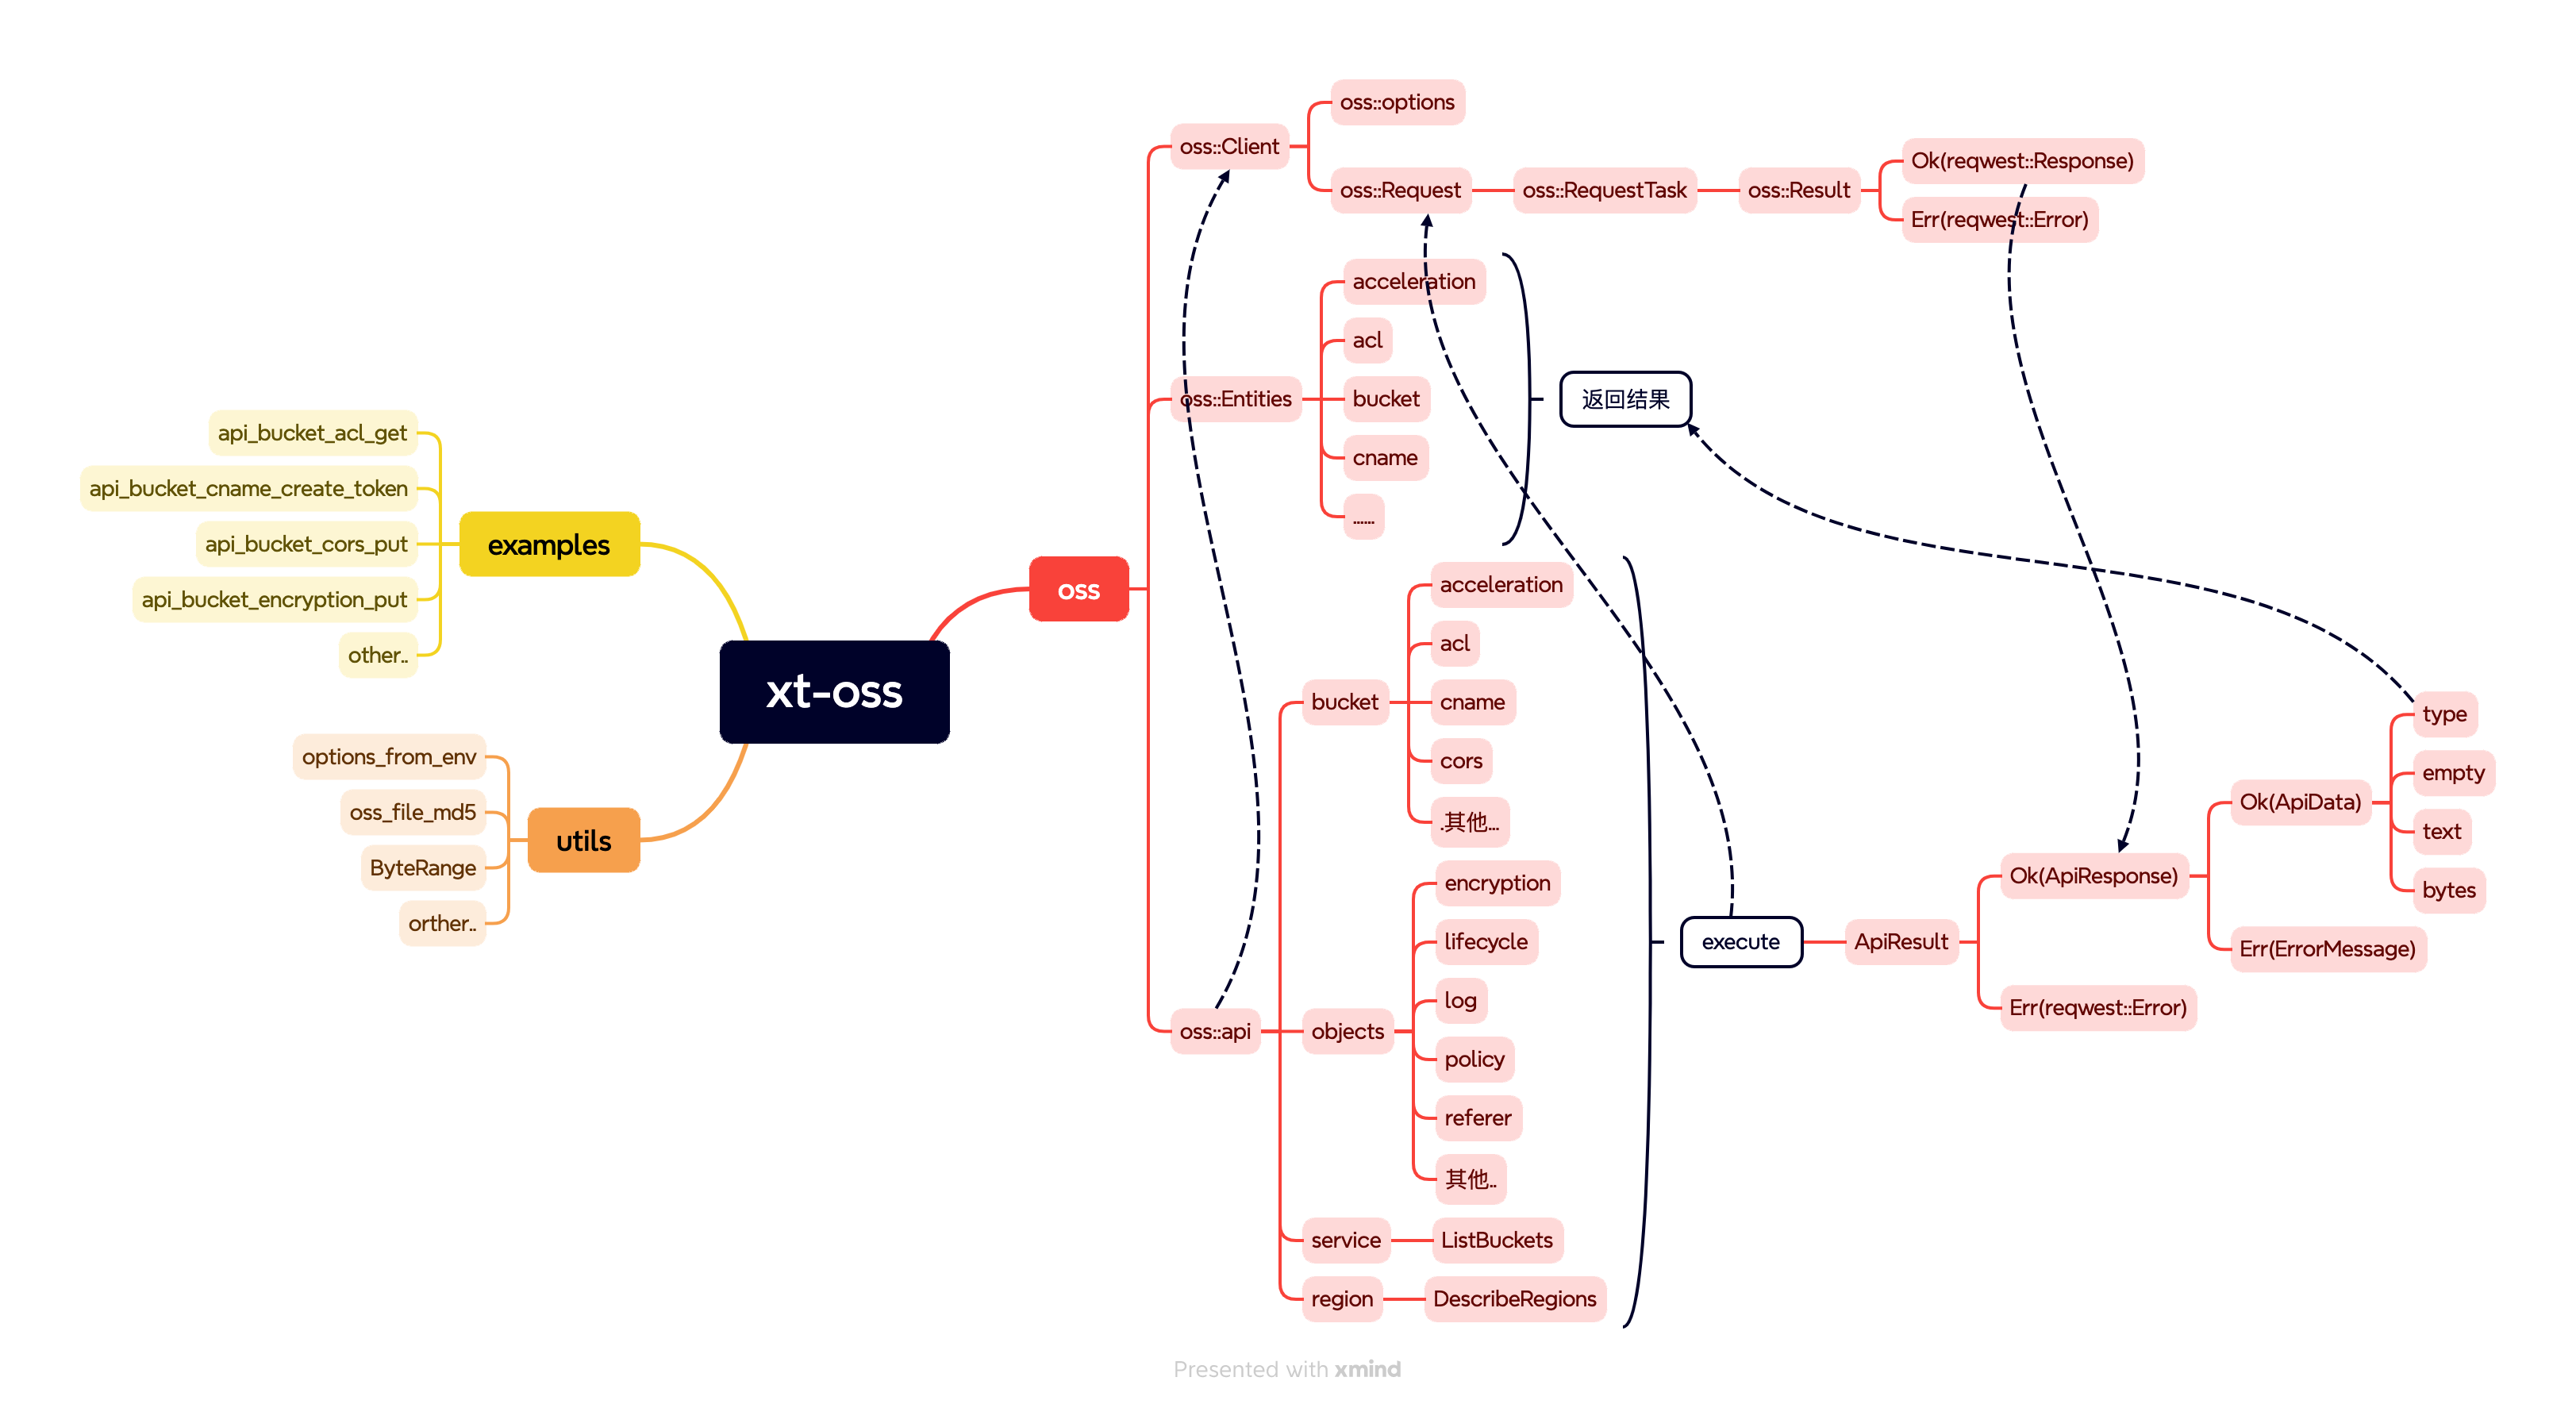 xt-oss
examples
api_bucket_acl_get
api_bucket_cname_create_token
api_bucket_cors_put
api_bucket_encryption_put
other..
utils
options_from_env
oss_file_md5
ByteRange
orther..
oss
oss::Client
oss::options
oss::Request
oss::RequestTask
oss::Result
Ok(reqwest::Response)
Err(reqwest::Error)
oss::Entities
acceleration
acl
bucket
cname
......
返回结果
oss::api
bucket
acceleration
acl
cname
cors
.其他...
objects
encryption
lifecycle
log
policy
referer
其他..
service
ListBuckets
region
DescribeRegions
execute
ApiResult
Ok(ApiResponse)
Ok(ApiData)
type
empty
text
bytes
Err(ErrorMessage)
Err(reqwest::Error)
Presented with xmind